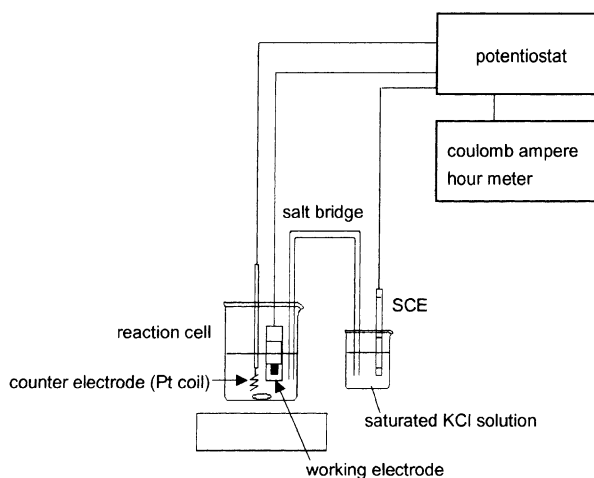 potentiostat
coulomb ampere
hour meter
salt bridge
SCE
reaction cell
counter electrode (Pt coil)
saturated KCl solution
working electrode